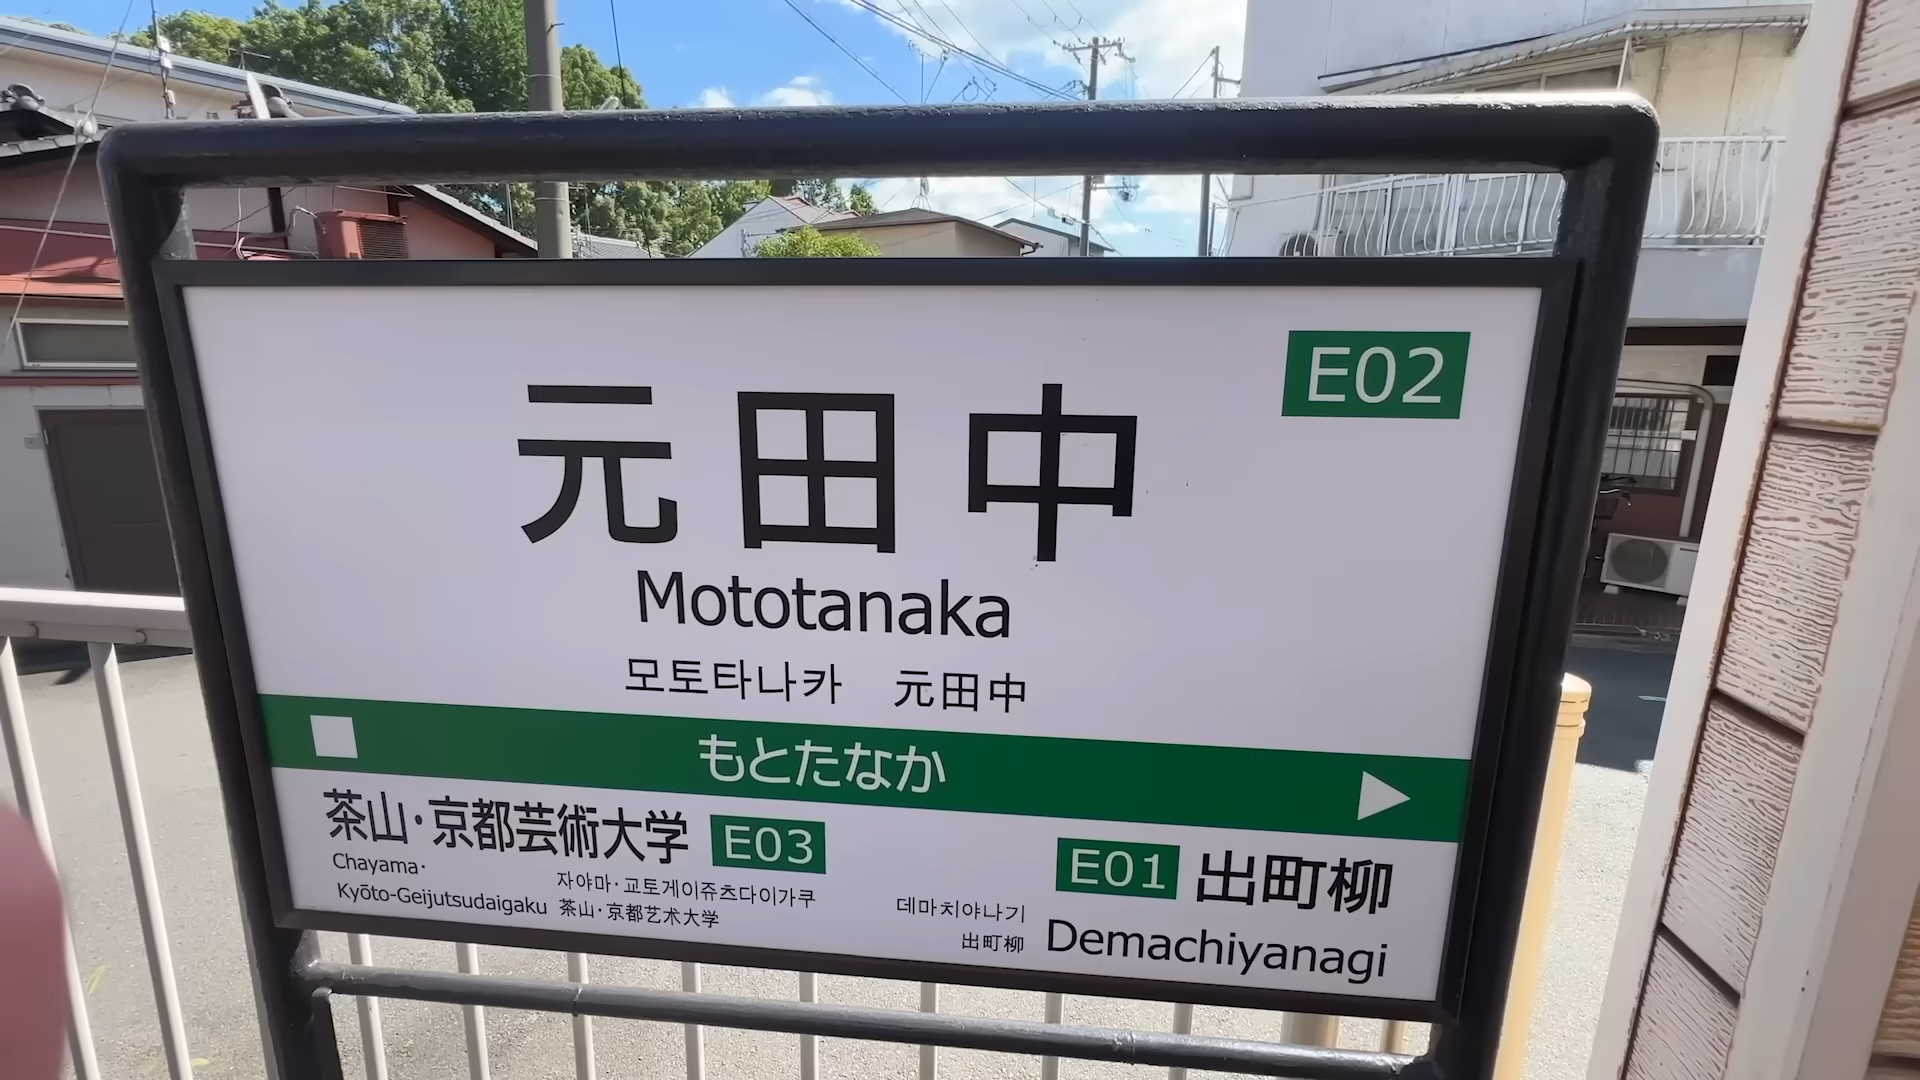 E02
元田中
Mototanaka
모토타나카 元田中
もとたなか
茶山・京都芸術大学 E03
Chayama・
Kyōto-Geijutsudaigaku
자야마・교토게이쥬츠다이가쿠
茶山・京都艺术大学
E01 出町柳
데마치야나기
出町柳
Demachiyanagi